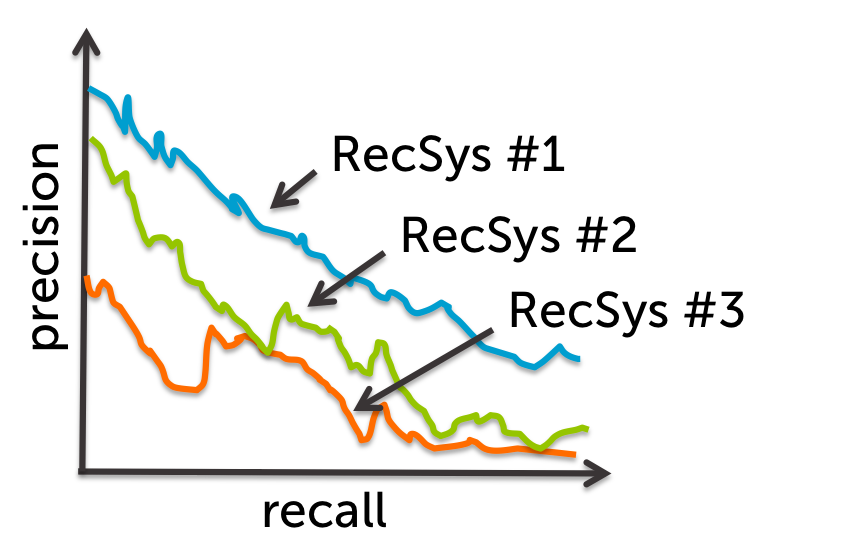 RecSys #1
RecSys #2
RecSys #3
precision
recall